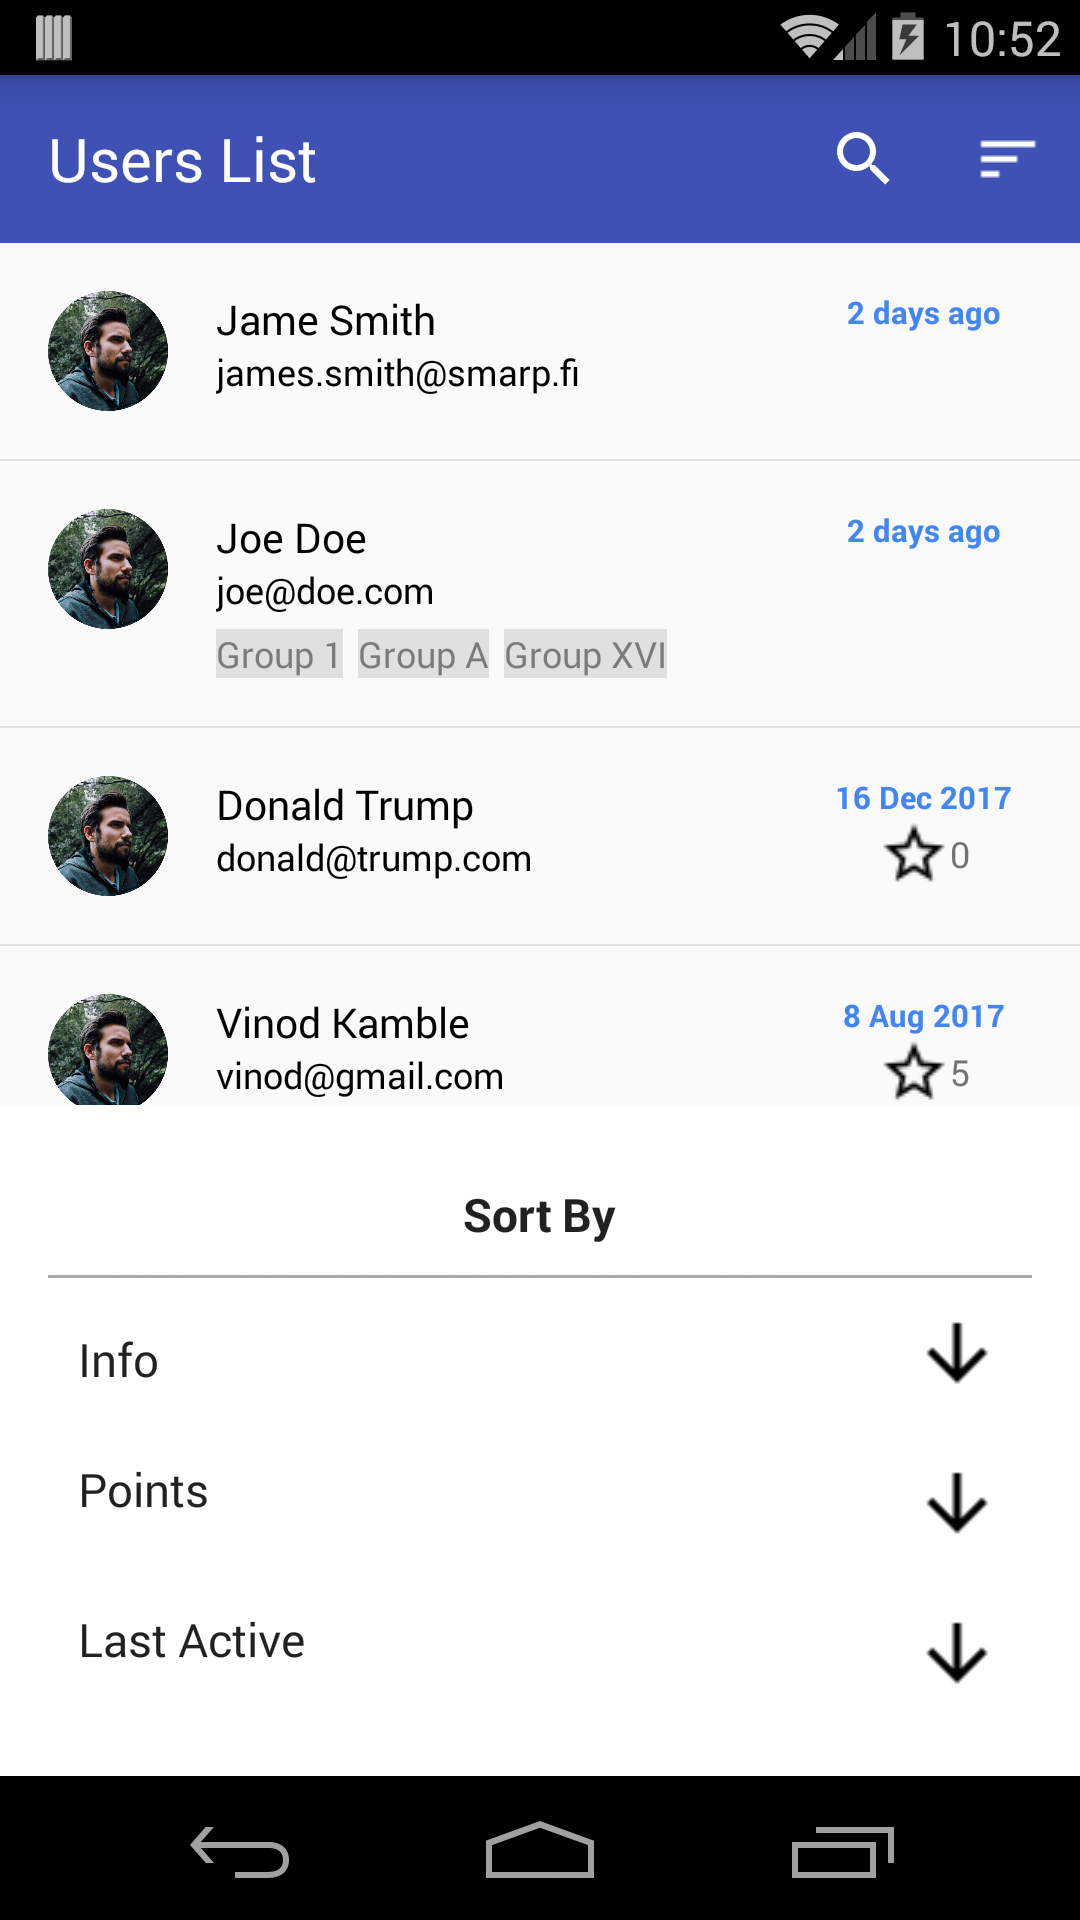 10:52
Users List
Jame Smith
2 days ago
james.smith@smarp.fi
Joe Doe
2 days ago
joe@doe.com
Group 1 Group A Group XVI
Donald Trump
16 Dec 2017
donald@trump.com
0
Vinod Kamble
8 Aug 2017
vinod@gmail.com
5
Sort By
Info
Points
Last Active